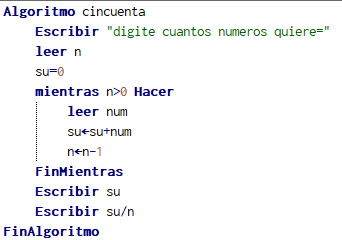 Algoritmo cincuenta
Escribir "digite cuantos numeros quiere="
leer n
su=0
mientras n>0 Hacer
leer num
su←su+num
n←n-1
FinMientras
Escribir su
Escribir su/n
FinAlgoritmo